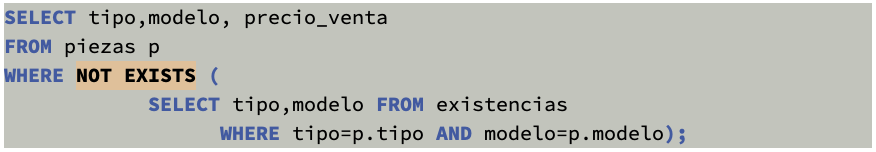 SELECT tipo,modelo, precio_venta
FROM piezas p
WHERE NOT EXISTS (
SELECT tipo,modelo FROM existencias
WHERE tipo=p.tipo AND modelo=p.modelo);